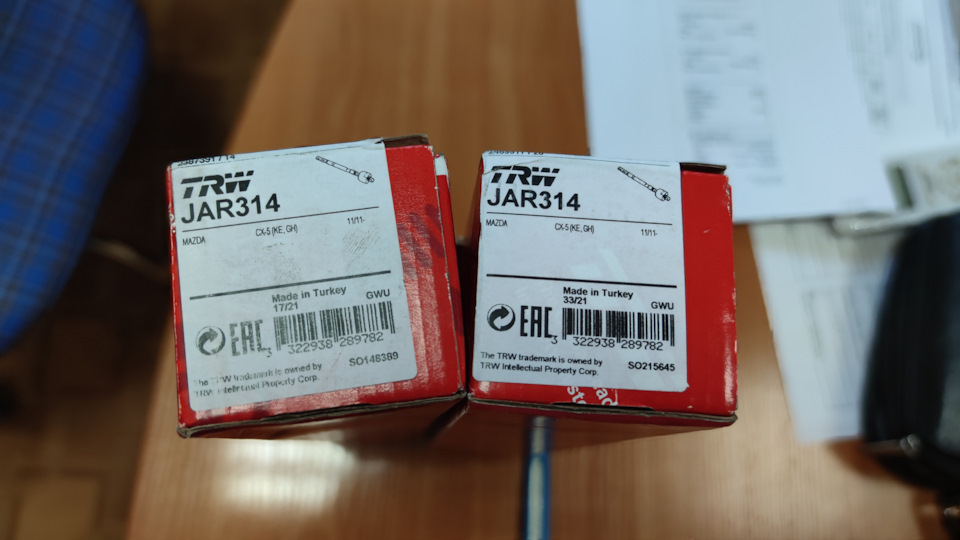 3387391 / 14
TRW
JAR314
MAZDA CX-5 (KE, GH) 11/11-
Made in Turkey
17/21 GWU
EAC
3 322938 289782
SO146389
The TRW trademark is owned by
TRW Intellectual Property Corp.
TRW
JAR314
MAZDA CX-5 (KE, GH) 11/11-
Made in Turkey
33/21 GWU
EAC
3 322938 289782
The TRW trademark is owned by
TRW Intellectual Property Corp. SO215645